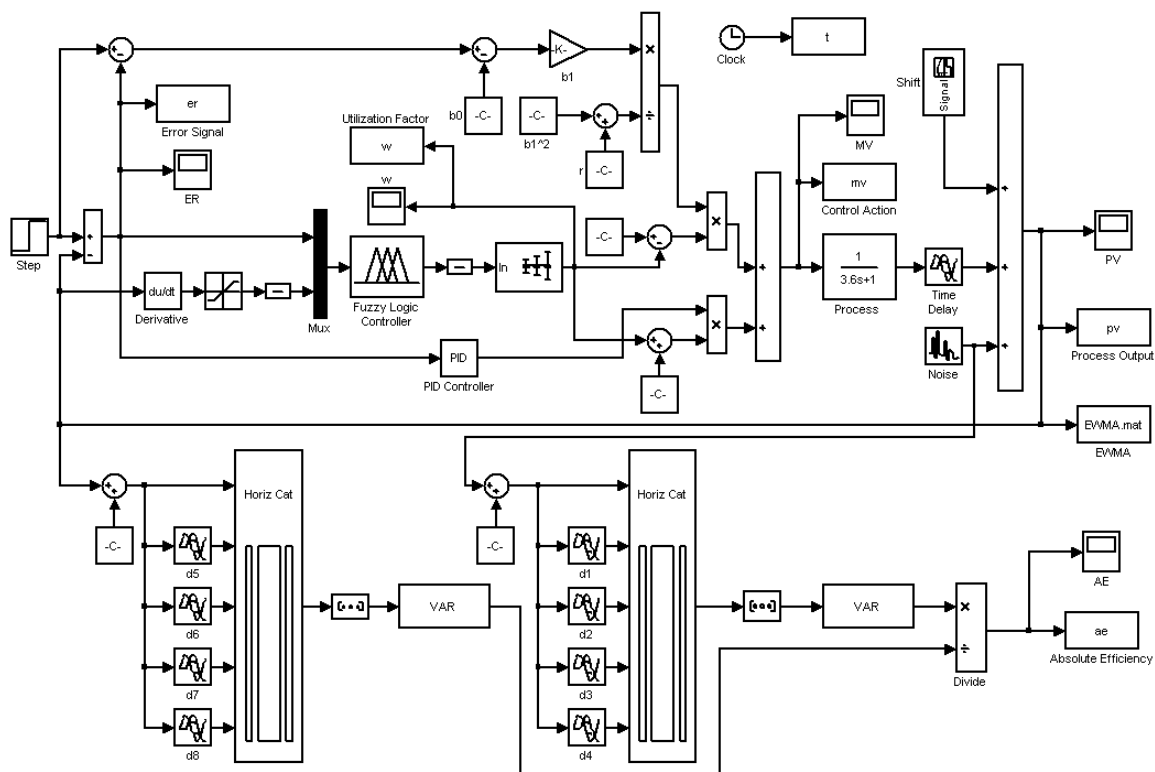 -K-
b1
×
÷
Clock
t
Shift
Signal
er
Error Signal
b0
-C-
-C-
b1^2
Utilization Factor
w
r
-C-
MV
ER
w
mv
Control Action
Step
-C-
×
PV
In
1
3.6s+1
Process
Time
Delay
du/dt
Derivative
Mux
Fuzzy Logic
Controller
×
pv
Process Output
Noise
PID
PID Controller
-C-
EWMA.mat
EWMA
Horiz Cat
-C-
d5
d6
d7
d8
VAR
Horiz Cat
-C-
d1
d2
d3
d4
VAR
×
÷
Divide
AE
ae
Absolute Efficiency